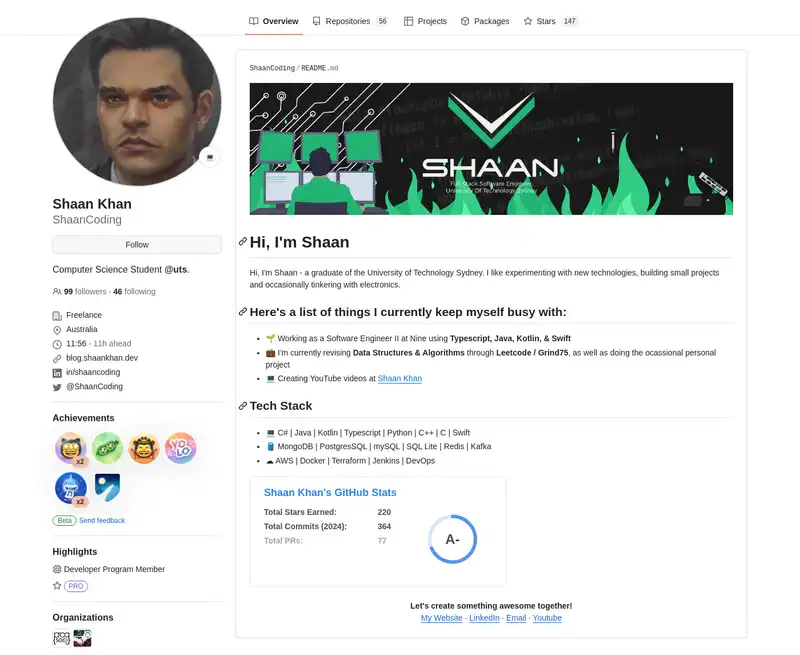 Overview
Repositories 56
Projects
Packages
Stars 147
Shaan Khan
ShaanCoding
Follow
Computer Science Student @uts.
99 followers · 46 following
Freelance
Australia
11:56 - 11h ahead
blog.shaankhan.dev
in/shaancoding
@ShaanCoding
Achievements
x2
YOLO
x2
Beta Send feedback
Highlights
Developer Program Member
PRO
Organizations
ShaanCoding / README.md
SHAAN
Full Stack Software Engineer
University Of Technology Sydney
Hi, I'm Shaan
Hi, I'm Shaan - a graduate of the University of Technology Sydney. I like experimenting with new technologies, building small projects
and occasionally tinkering with electronics.
Here's a list of things I currently keep myself busy with:
Working as a Software Engineer II at Nine using Typescript, Java, Kotlin, & Swift
I'm currently revising Data Structures & Algorithms through Leetcode / Grind75, as well as doing the ocassional personal
project
Creating YouTube videos at Shaan Khan
Tech Stack
C# | Java | Kotlin | Typescript | Python | C++ | C | Swift
MongoDB | PostgresSQL | mySQL | SQL Lite | Redis | Kafka
AWS | Docker | Terraform | Jenkins | DevOps
Shaan Khan's GitHub Stats
Total Stars Earned: 220
Total Commits (2024): 364
Total PRs: 77
A-
Let's create something awesome together!
My Website · LinkedIn · Email · Youtube